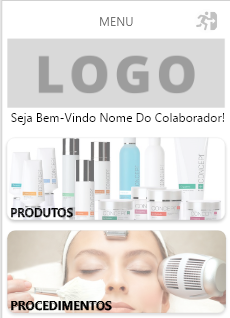 MENU
LOGO
Seja Bem-Vindo Nome Do Colaborador!
PRODUTOS
PROCEDIMENTOS